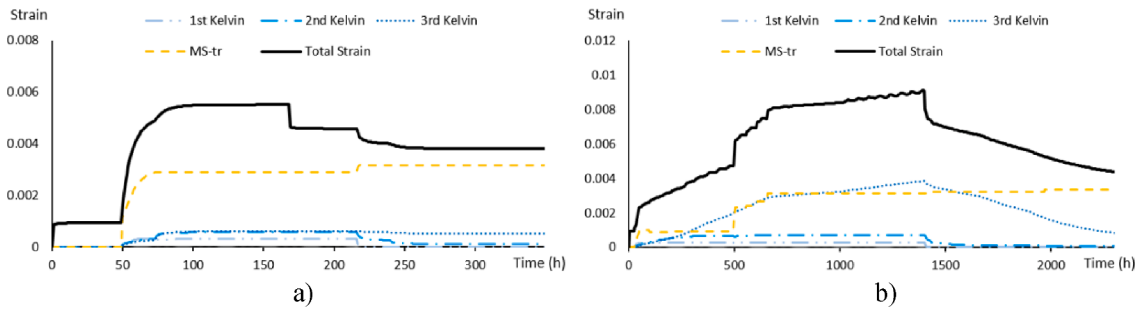 Strain
1st Kelvin 2nd Kelvin 3rd Kelvin
MS-tr Total Strain
0.008
0.006
0.004
0.002
0
0 50 100 150 200 250 300 Time (h)
a)
Strain
1st Kelvin 2nd Kelvin 3rd Kelvin
MS-tr Total Strain
0.012
0.01
0.008
0.006
0.004
0.002
0
0 500 1000 1500 2000 Time (h)
b)